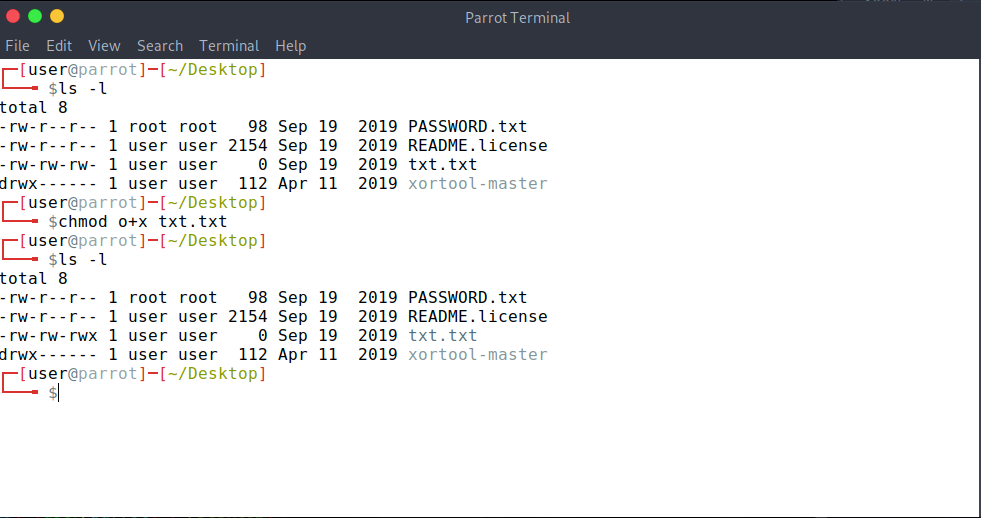 Parrot Terminal
File Edit View Search Terminal Help
[user@parrot]─[~/Desktop]
$ls -l
total 8
-rw-r--r-- 1 root root   98 Sep 19  2019 PASSWORD.txt
-rw-r--r-- 1 user user 2154 Sep 19  2019 README.license
-rw-rw-rw- 1 user user    0 Sep 19  2019 txt.txt
drwx------ 1 user user  112 Apr 11  2019 xortool-master
[user@parrot]─[~/Desktop]
$chmod o+x txt.txt
[user@parrot]─[~/Desktop]
$ls -l
total 8
-rw-r--r-- 1 root root   98 Sep 19  2019 PASSWORD.txt
-rw-r--r-- 1 user user 2154 Sep 19  2019 README.license
-rw-rw-rwx 1 user user    0 Sep 19  2019 txt.txt
drwx------ 1 user user  112 Apr 11  2019 xortool-master
[user@parrot]─[~/Desktop]
$